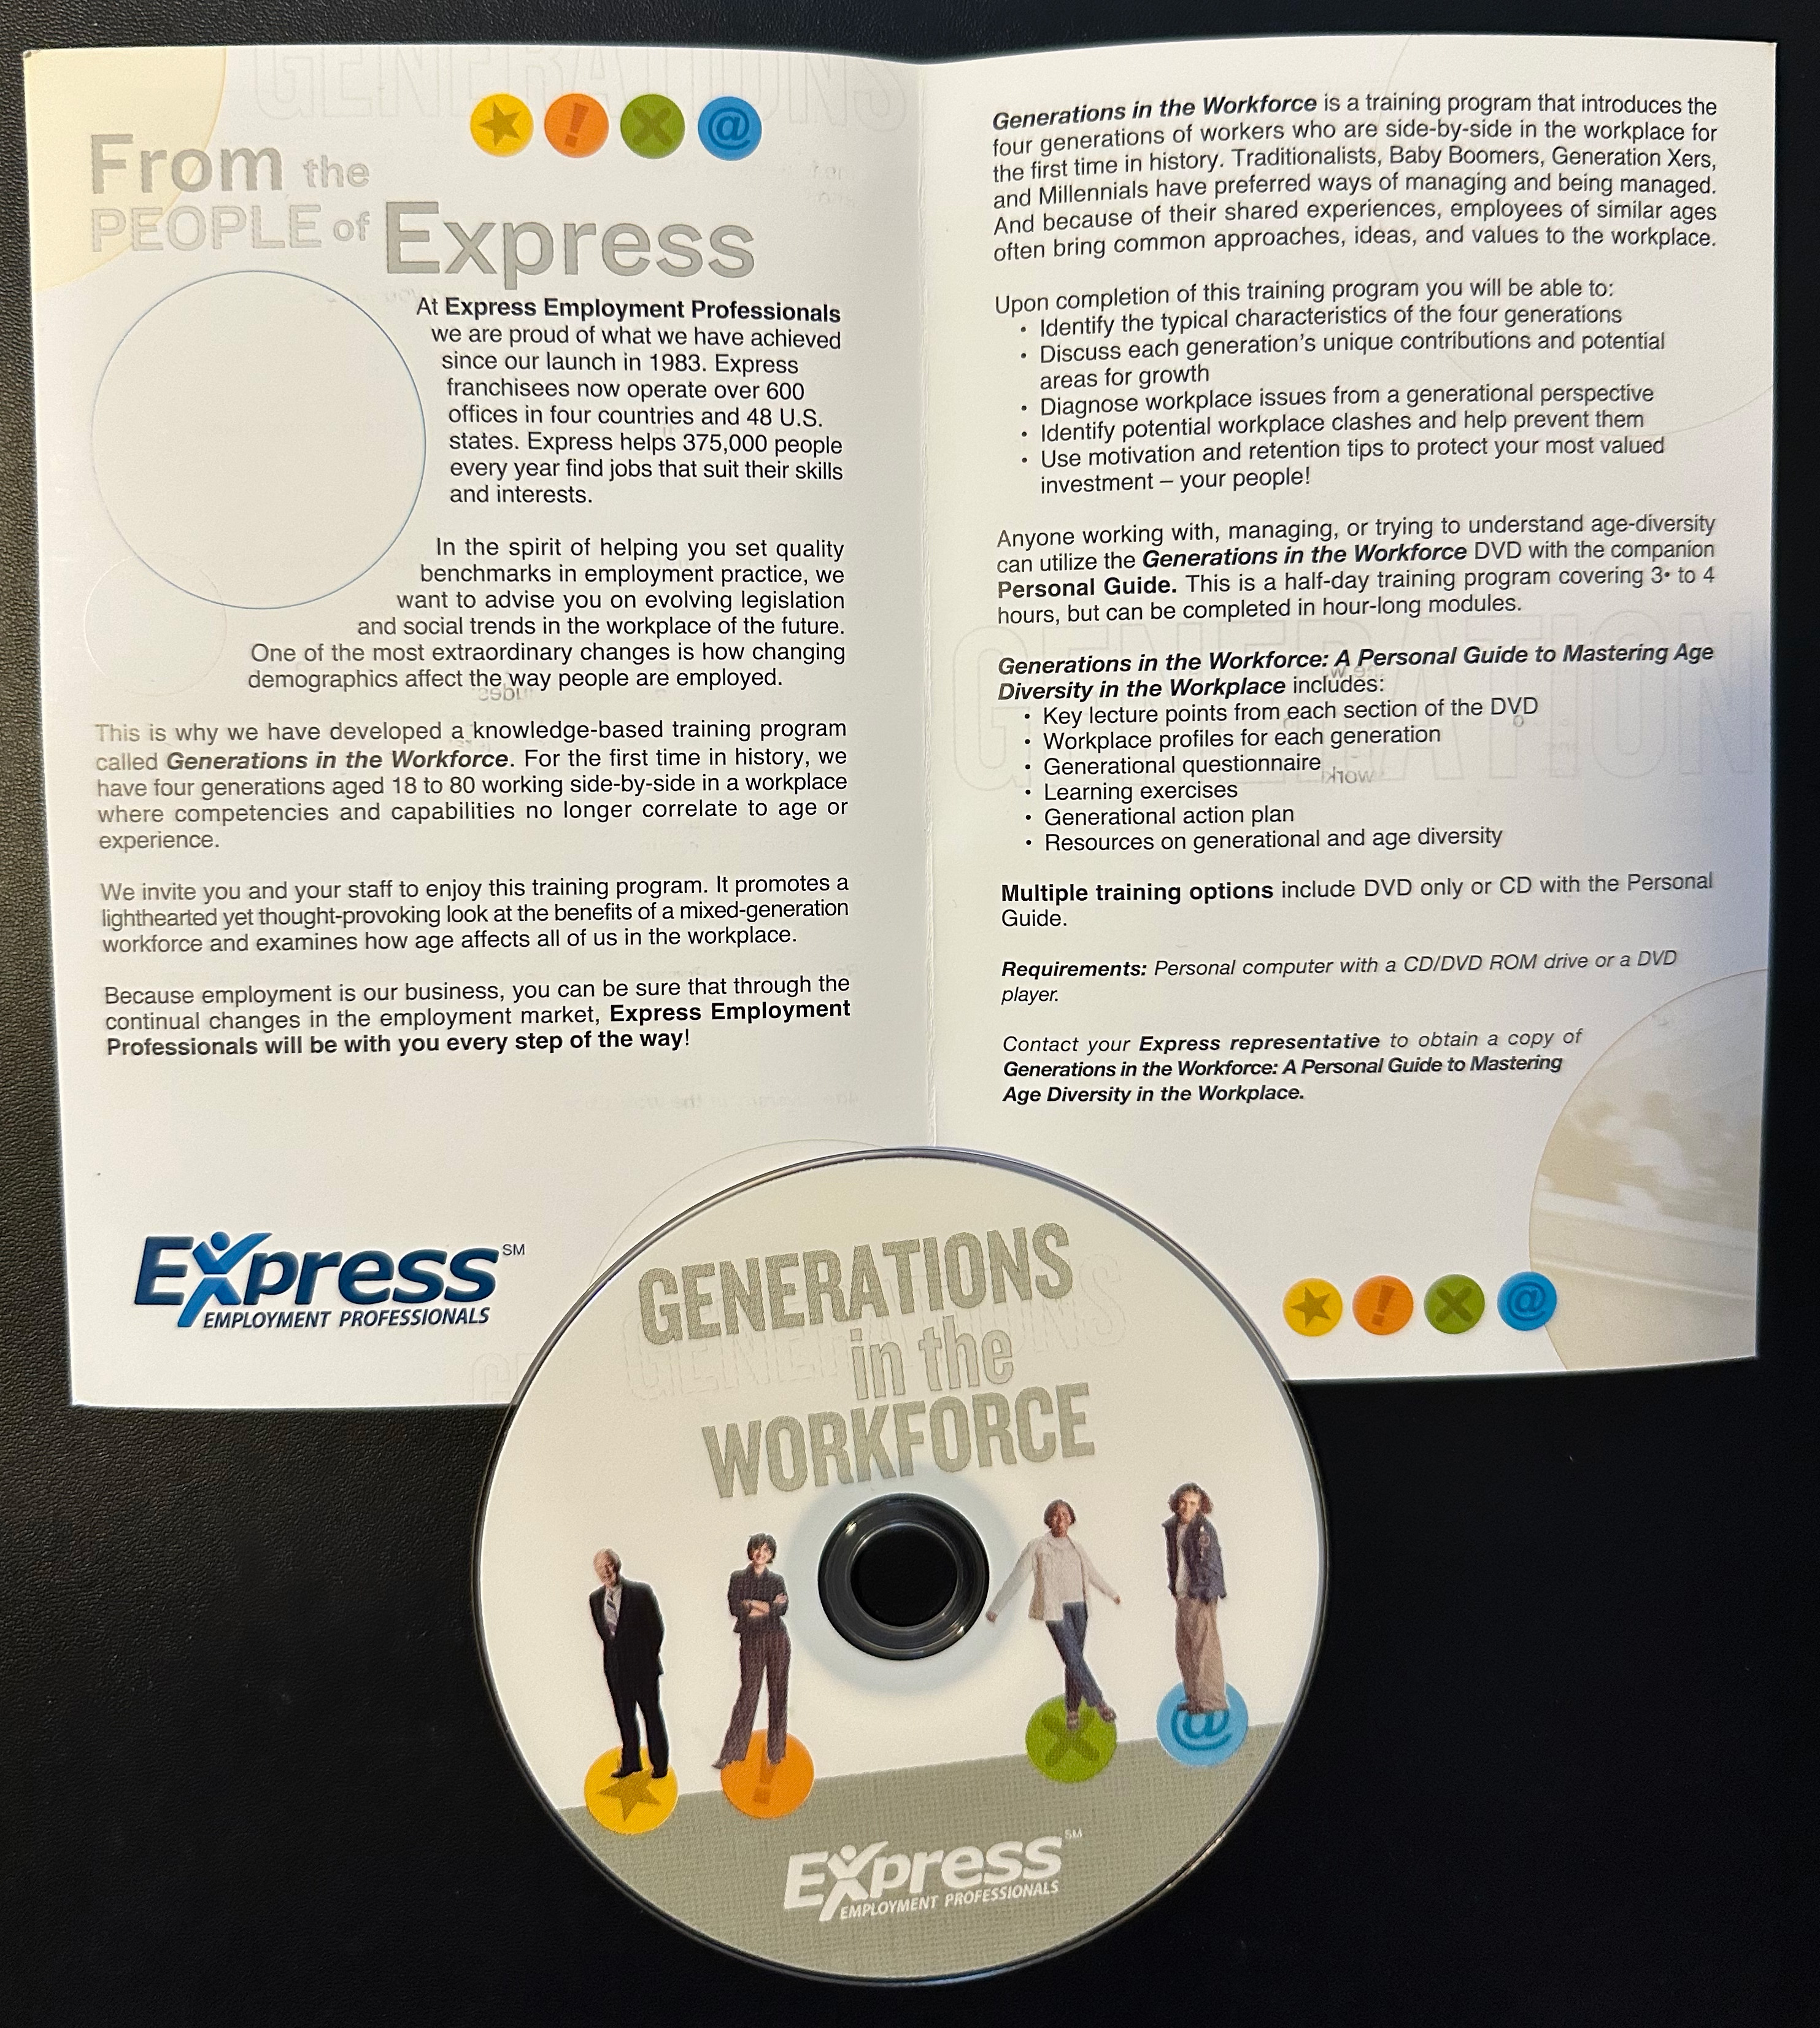 GENERATIONS
From the
PEOPLE of Express
At Express Employment Professionals
we are proud of what we have achieved
since our launch in 1983. Express
franchisees now operate over 600
offices in four countries and 48 U.S.
states. Express helps 375,000 people
every year find jobs that suit their skills
and interests.
In the spirit of helping you set quality
benchmarks in employment practice, we
want to advise you on evolving legislation
and social trends in the workplace of the future.
One of the most extraordinary changes is how changing
demographics affect the way people are employed.
This is why we have developed a knowledge-based training program
called Generations in the Workforce. For the first time in history, we
have four generations aged 18 to 80 working side-by-side in a workplace
where competencies and capabilities no longer correlate to age or
experience.
We invite you and your staff to enjoy this training program. It promotes a
lighthearted yet thought-provoking look at the benefits of a mixed-generation
workforce and examines how age affects all of us in the workplace.
Because employment is our business, you can be sure that through the
continual changes in the employment market, Express Employment
Professionals will be with you every step of the way!
Express SM
EMPLOYMENT PROFESSIONALS
Generations in the Workforce is a training program that introduces the
four generations of workers who are side-by-side in the workplace for
the first time in history. Traditionalists, Baby Boomers, Generation Xers,
and Millennials have preferred ways of managing and being managed.
And because of their shared experiences, employees of similar ages
often bring common approaches, ideas, and values to the workplace.
Upon completion of this training program you will be able to:
• Identify the typical characteristics of the four generations
• Discuss each generation's unique contributions and potential
areas for growth
• Diagnose workplace issues from a generational perspective
• Identify potential workplace clashes and help prevent them
• Use motivation and retention tips to protect your most valued
investment – your people!
Anyone working with, managing, or trying to understand age-diversity
can utilize the Generations in the Workforce DVD with the companion
Personal Guide. This is a half-day training program covering 3• to 4
hours, but can be completed in hour-long modules.
GENERATION
Generations in the Workforce: A Personal Guide to Mastering Age
Diversity in the Workplace includes:
• Key lecture points from each section of the DVD
• Workplace profiles for each generation
• Generational questionnaire
• Learning exercises
• Generational action plan
• Resources on generational and age diversity
Multiple training options include DVD only or CD with the Personal
Guide.
Requirements: Personal computer with a CD/DVD ROM drive or a DVD
player.
Contact your Express representative to obtain a copy of
Generations in the Workforce: A Personal Guide to Mastering
Age Diversity in the Workplace.
GENERATIONS
in the
WORKFORCE
GENERATIONS
Express SM
EMPLOYMENT PROFESSIONALS